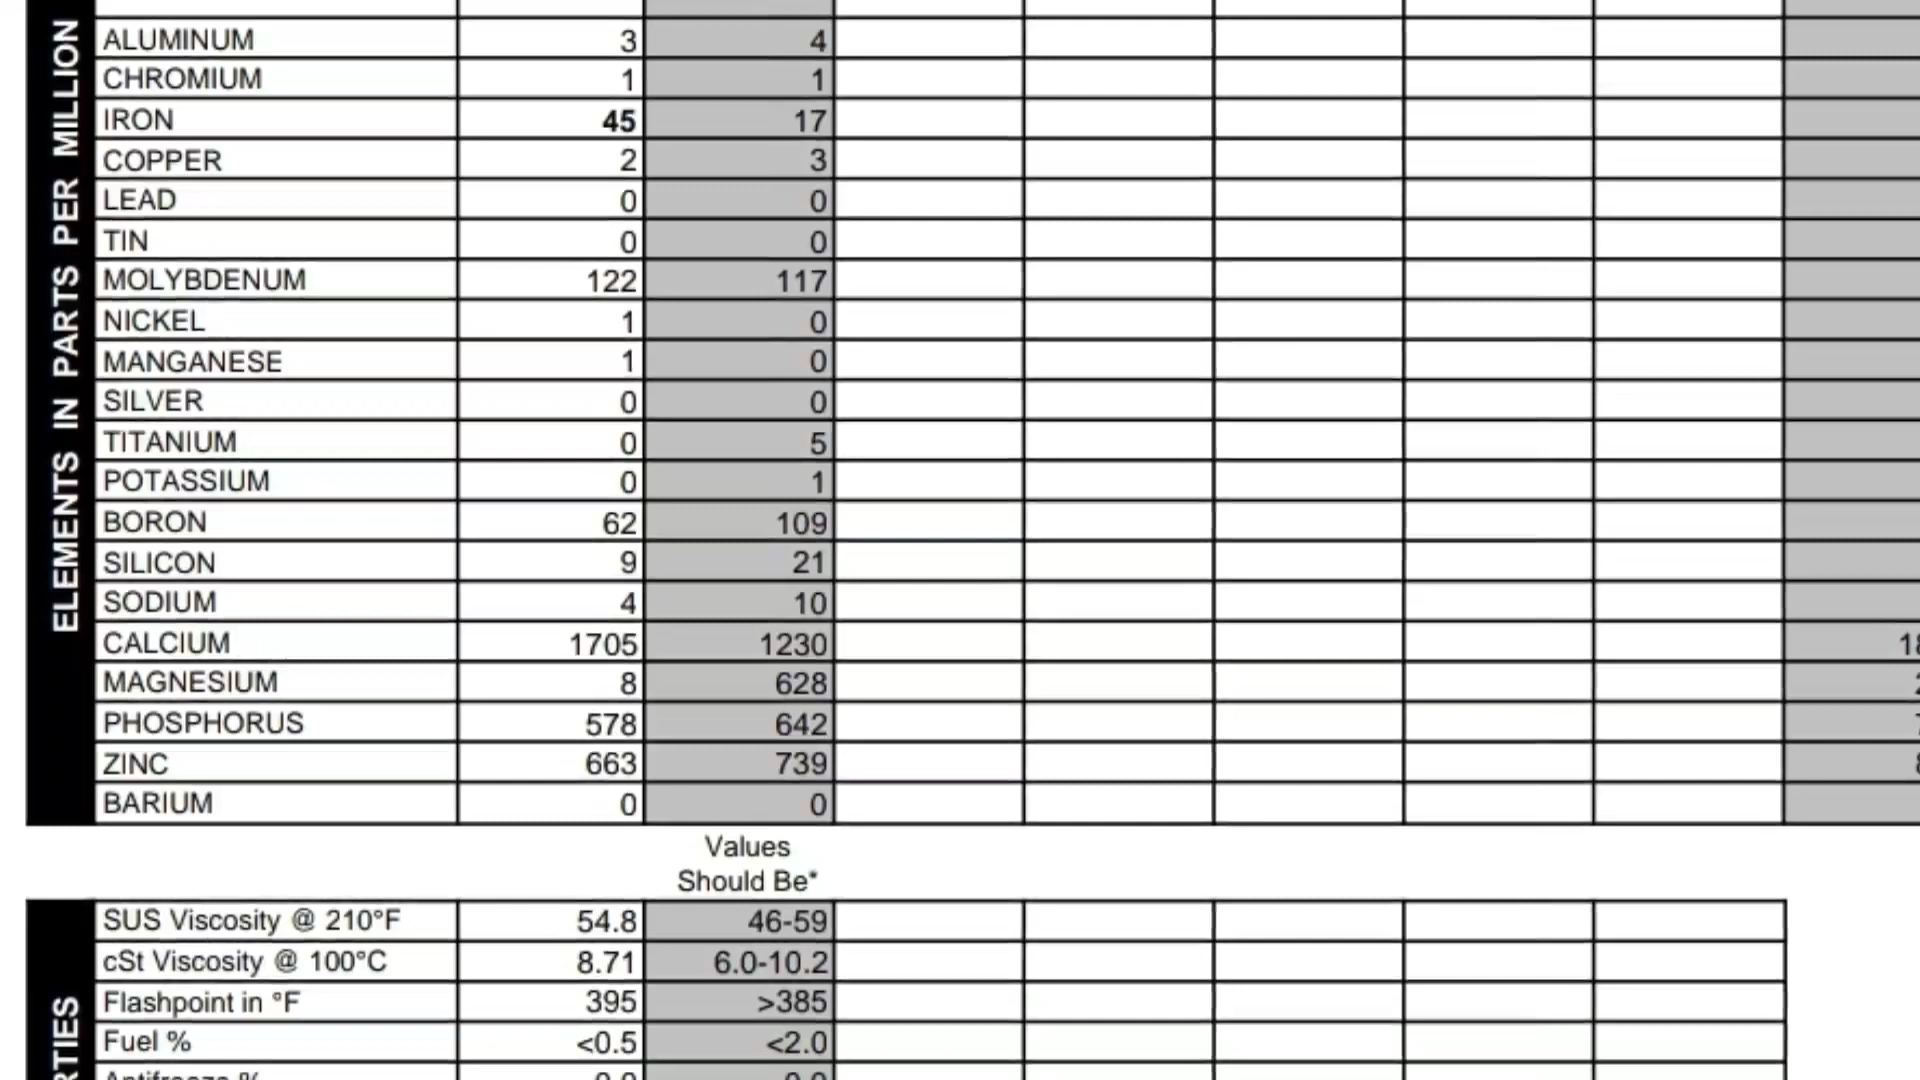 ELEMENTS IN PARTS PER MILLION
ALUMINUM 3 4
CHROMIUM 1 1
IRON 45 17
COPPER 2 3
LEAD 0 0
TIN 0 0
MOLYBDENUM 122 117
NICKEL 1 0
MANGANESE 1 0
SILVER 0 0
TITANIUM 0 5
POTASSIUM 0 1
BORON 62 109
SILICON 9 21
SODIUM 4 10
CALCIUM 1705 1230
MAGNESIUM 8 628
PHOSPHORUS 578 642
ZINC 663 739
BARIUM 0 0
Values
Should Be*
SUS Viscosity @ 210°F 54.8 46-59
cSt Viscosity @ 100°C 8.71 6.0-10.2
Flashpoint in °F 395 >385
Fuel % <0.5 <2.0
Antifreeze % 0.0 0.0